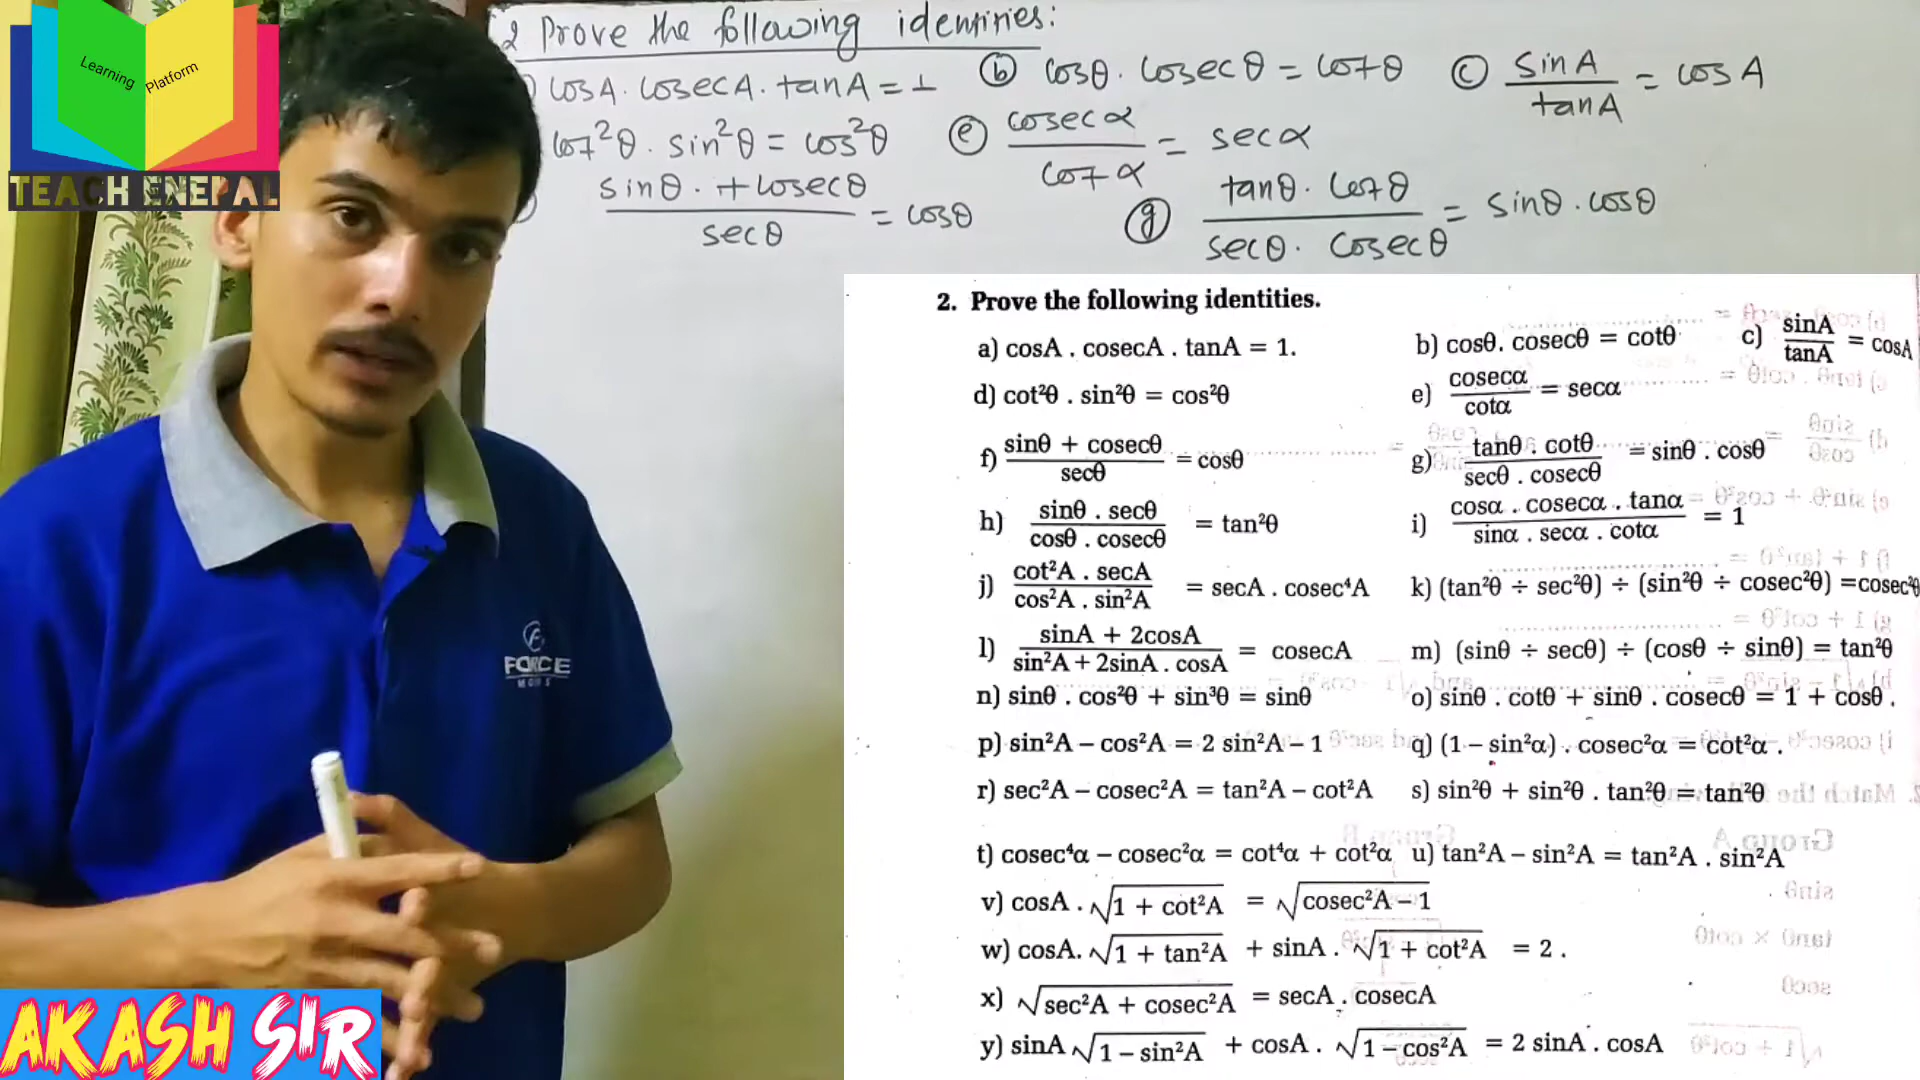 Learning Platform
TEACH NEPAL
2 Prove the following identities:
cosA. cosecA. tanA = 1
(b) cosθ. cosecθ = cotθ
(c) sinA / tanA = cosA
cot²θ. sin²θ = cos²θ
(e) cosecα / cotα = secα
sinθ. + cosecθ / secθ = cosθ
(g) tanθ. cotθ / secθ. cosecθ = sinθ.cosθ
2. Prove the following identities.
a) cosA . cosecA . tanA = 1.
b) cosθ. cosecθ = cotθ
c) sinA / tanA = cosA
d) cot²θ . sin²θ = cos²θ
e) cosecα / cotα = secα
f) sinθ + cosecθ / secθ = cosθ
g) tanθ . cotθ / secθ . cosecθ = sinθ . cosθ
h) sinθ . secθ / cosθ . cosecθ = tan²θ
i) cosα . cosecα . tanα / sinα . secα . cotα = 1
j) cot²A . secA / cos²A . sin²A = secA . cosec⁴A
k) (tan²θ ÷ sec²θ) ÷ (sin²θ ÷ cosec²θ) =cosec²θ
l) sinA + 2cosA / sin²A + 2sinA . cosA = cosecA
m) (sinθ ÷ secθ) ÷ (cosθ ÷ sinθ) = tan²θ
n) sinθ . cos²θ + sin³θ = sinθ
o) sinθ . cotθ + sinθ . cosecθ = 1 + cosθ .
p) sin²A – cos²A = 2 sin²A – 1
q) (1 – sin²α) . cosec²α = cot²α .
r) sec²A – cosec²A = tan²A – cot²A
s) sin²θ + sin²θ . tan²θ = tan²θ
t) cosec⁴α – cosec²α = cot⁴α + cot²α
u) tan²A – sin²A = tan²A . sin²A
v) cosA . √1 + cot²A = √cosec²A – 1
w) cosA. √1 + tan²A + sinA . √1 + cot²A = 2 .
x) √sec²A + cosec²A = secA . cosecA
y) sinA √1 – sin²A + cosA . √1 – cos²A = 2 sinA . cosA
FORCE
AKASH SIR